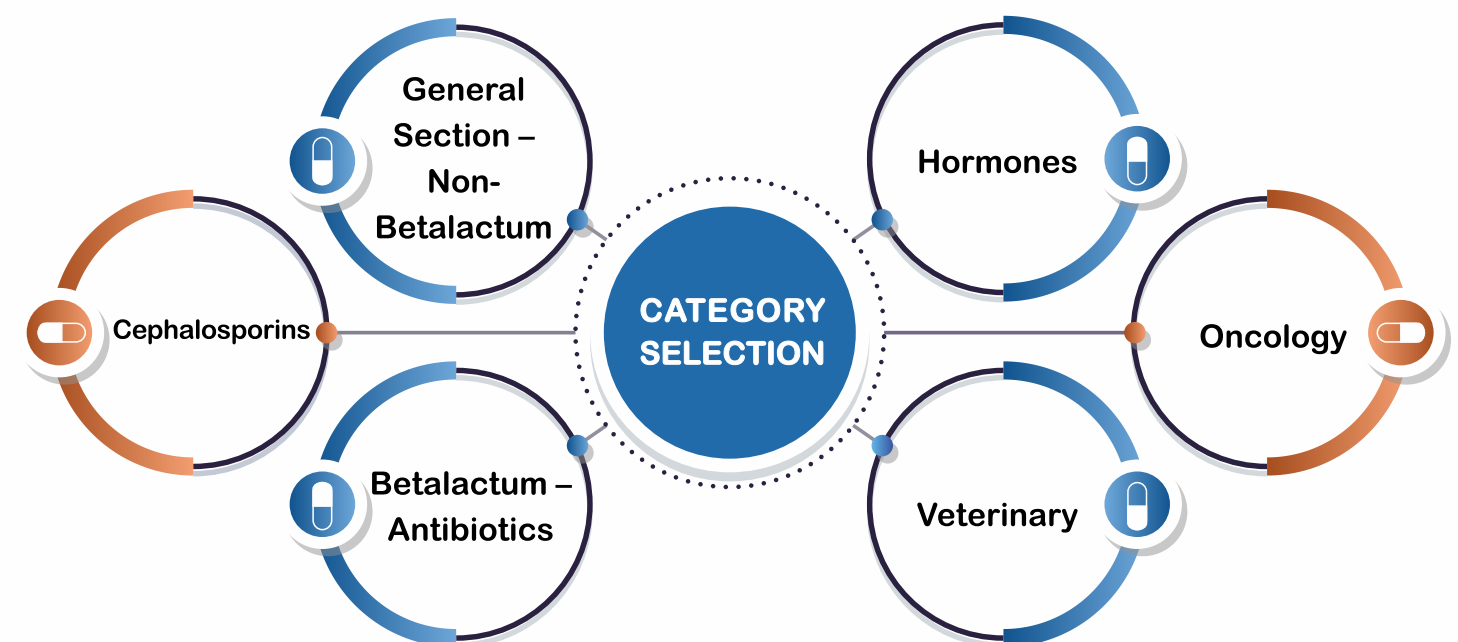 General
Section –
Non-
Betalactum
Hormones
Cephalosporins
CATEGORY
SELECTION
Oncology
Betalactum –
Antibiotics
Veterinary